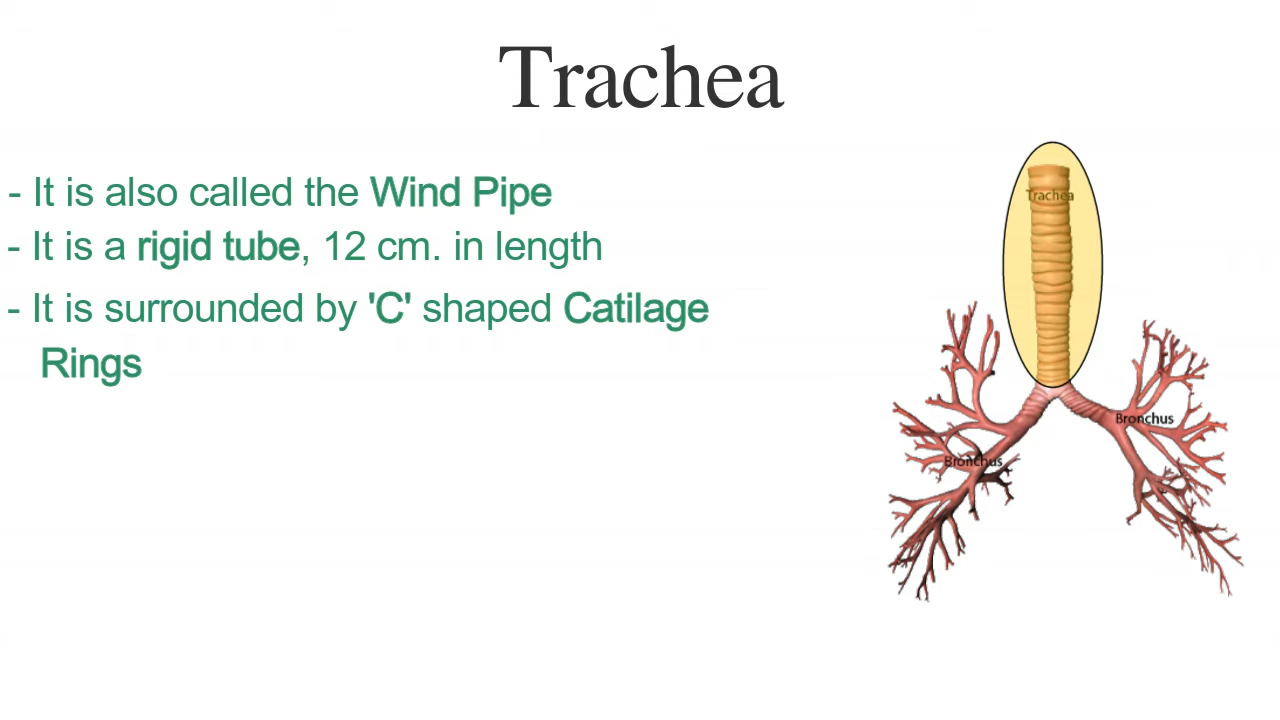 Trachea
- It is also called the Wind Pipe
- It is a rigid tube, 12 cm. in length
- It is surrounded by 'C' shaped Catilage
Rings
Trachea
Bronchus
Bronchus